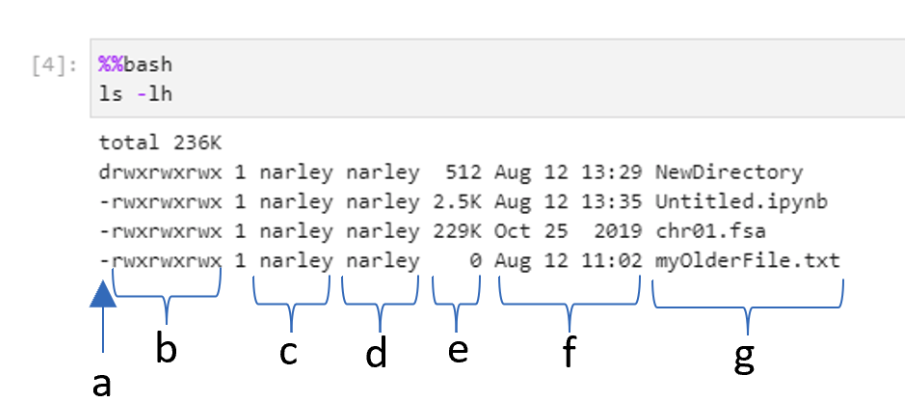 [4]: %%bash
ls -lh
total 236K
drwxrwxrwx 1 narley narley  512 Aug 12 13:29 NewDirectory
-rwxrwxrwx 1 narley narley 2.5K Aug 12 13:35 Untitled.ipynb
-rwxrwxrwx 1 narley narley 229K Oct 25  2019 chr01.fsa
-rwxrwxrwx 1 narley narley    0 Aug 12 11:02 myOlderFile.txt
b c d e f g
a